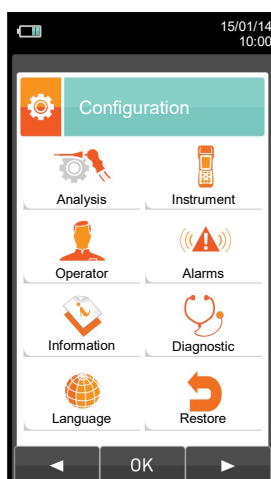 15/01/14
10:00
Configuration
Analysis
Instrument
Operator
Alarms
Information
Diagnostic
Language
Restore
OK